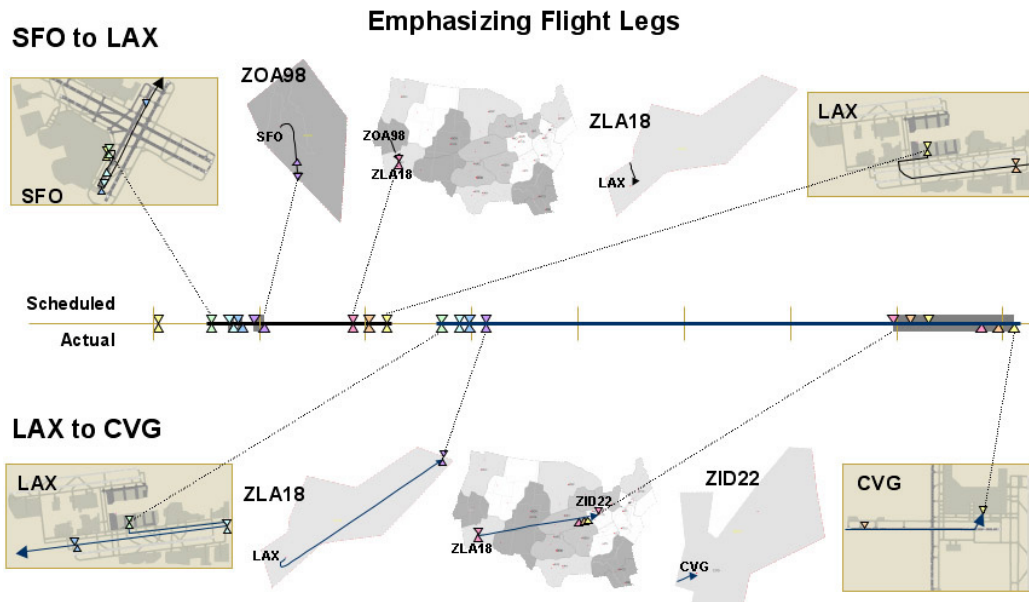 Emphasizing Flight Legs
SFO to LAX
ZOA98
SFO
SFO
ZOA98
ZLA18
ZLA18
LAX
LAX
Scheduled
Actual
LAX to CVG
LAX
ZLA18
LAX
ZID22
ZLA18
ZID22
CVG
CVG